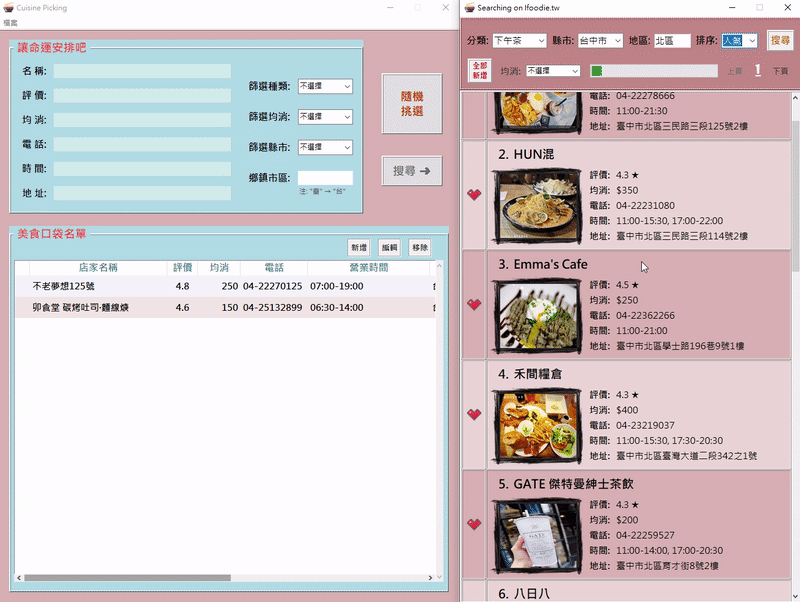 Cuisine Picking
檔案
讓命運安排吧
名稱:
評價:
均消:
電話:
時間:
地址:
篩選種類: 不選擇
篩選均消: 不選擇
篩選縣市: 不選擇
鄉鎮市區:
注: "臺" → "台"
隨機
挑選
搜尋 ➔
美食口袋名單
新增 編輯 移除
店家名稱 評價 均消 電話 營業時間
不老夢想125號 4.8 250 04-22270125 07:00-19:00
卯食堂 碳烤吐司·麵線焿 4.6 150 04-25132899 06:30-14:00
Searching on Ifoodie.tw
分類: 下午茶 縣市: 台中市 地區: 北區 排序: 人氣 搜尋
全部
新增
均消: 不選擇 上頁 1 下頁
電話: 04-22278666
時間: 11:00-21:30
地址: 臺中市北區三民路三段125號2樓
2. HUN混
評價: 4.3 ★
均消: $350
電話: 04-22231080
時間: 11:00-15:30, 17:00-22:00
地址: 臺中市北區三民路三段114號2樓
3. Emma's Cafe
評價: 4.5 ★
均消: $250
電話: 04-22362266
時間: 11:00-21:00
地址: 臺中市北區學士路196巷9號1樓
4. 禾間糧倉
評價: 4.3 ★
均消: $400
電話: 04-23219037
時間: 11:00-15:30, 17:30-20:30
地址: 臺中市北區臺灣大道二段342之1號
5. GATE 傑特曼紳士茶飲
評價: 4.3 ★
均消: $200
電話: 04-22259527
時間: 11:00-14:00, 17:00-20:30
地址: 臺中市北區育才街8號2樓
6. 八日八